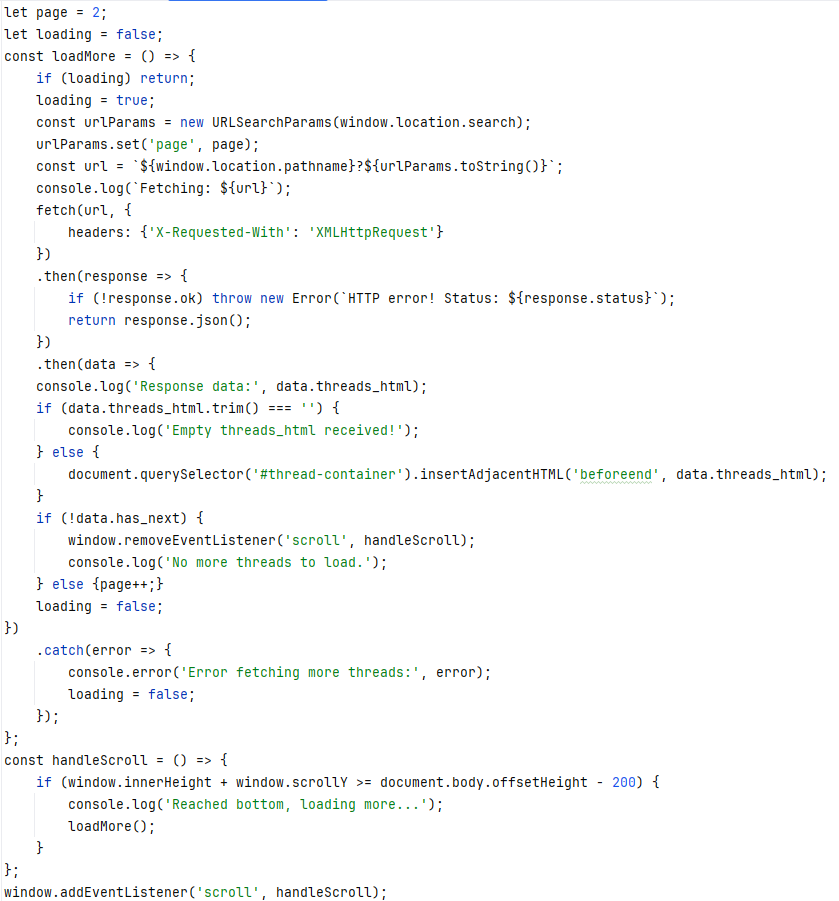 let page = 2;
let loading = false;
const loadMore = () => {
    if (loading) return;
    loading = true;
    const urlParams = new URLSearchParams(window.location.search);
    urlParams.set('page', page);
    const url = `${window.location.pathname}?${urlParams.toString()}`;
    console.log(`Fetching: ${url}`);
    fetch(url, {
        headers: {'X-Requested-With': 'XMLHttpRequest'}
    })
    .then(response => {
        if (!response.ok) throw new Error(`HTTP error! Status: ${response.status}`);
        return response.json();
    })
    .then(data => {
    console.log('Response data:', data.threads_html);
    if (data.threads_html.trim() === '') {
        console.log('Empty threads_html received!');
    } else {
        document.querySelector('#thread-container').insertAdjacentHTML('beforeend', data.threads_html);
    }
    if (!data.has_next) {
        window.removeEventListener('scroll', handleScroll);
        console.log('No more threads to load.');
    } else {page++;}
    loading = false;
})
    .catch(error => {
        console.error('Error fetching more threads:', error);
        loading = false;
    });
};
const handleScroll = () => {
    if (window.innerHeight + window.scrollY >= document.body.offsetHeight - 200) {
        console.log('Reached bottom, loading more...');
        loadMore();
    }
};
window.addEventListener('scroll', handleScroll);